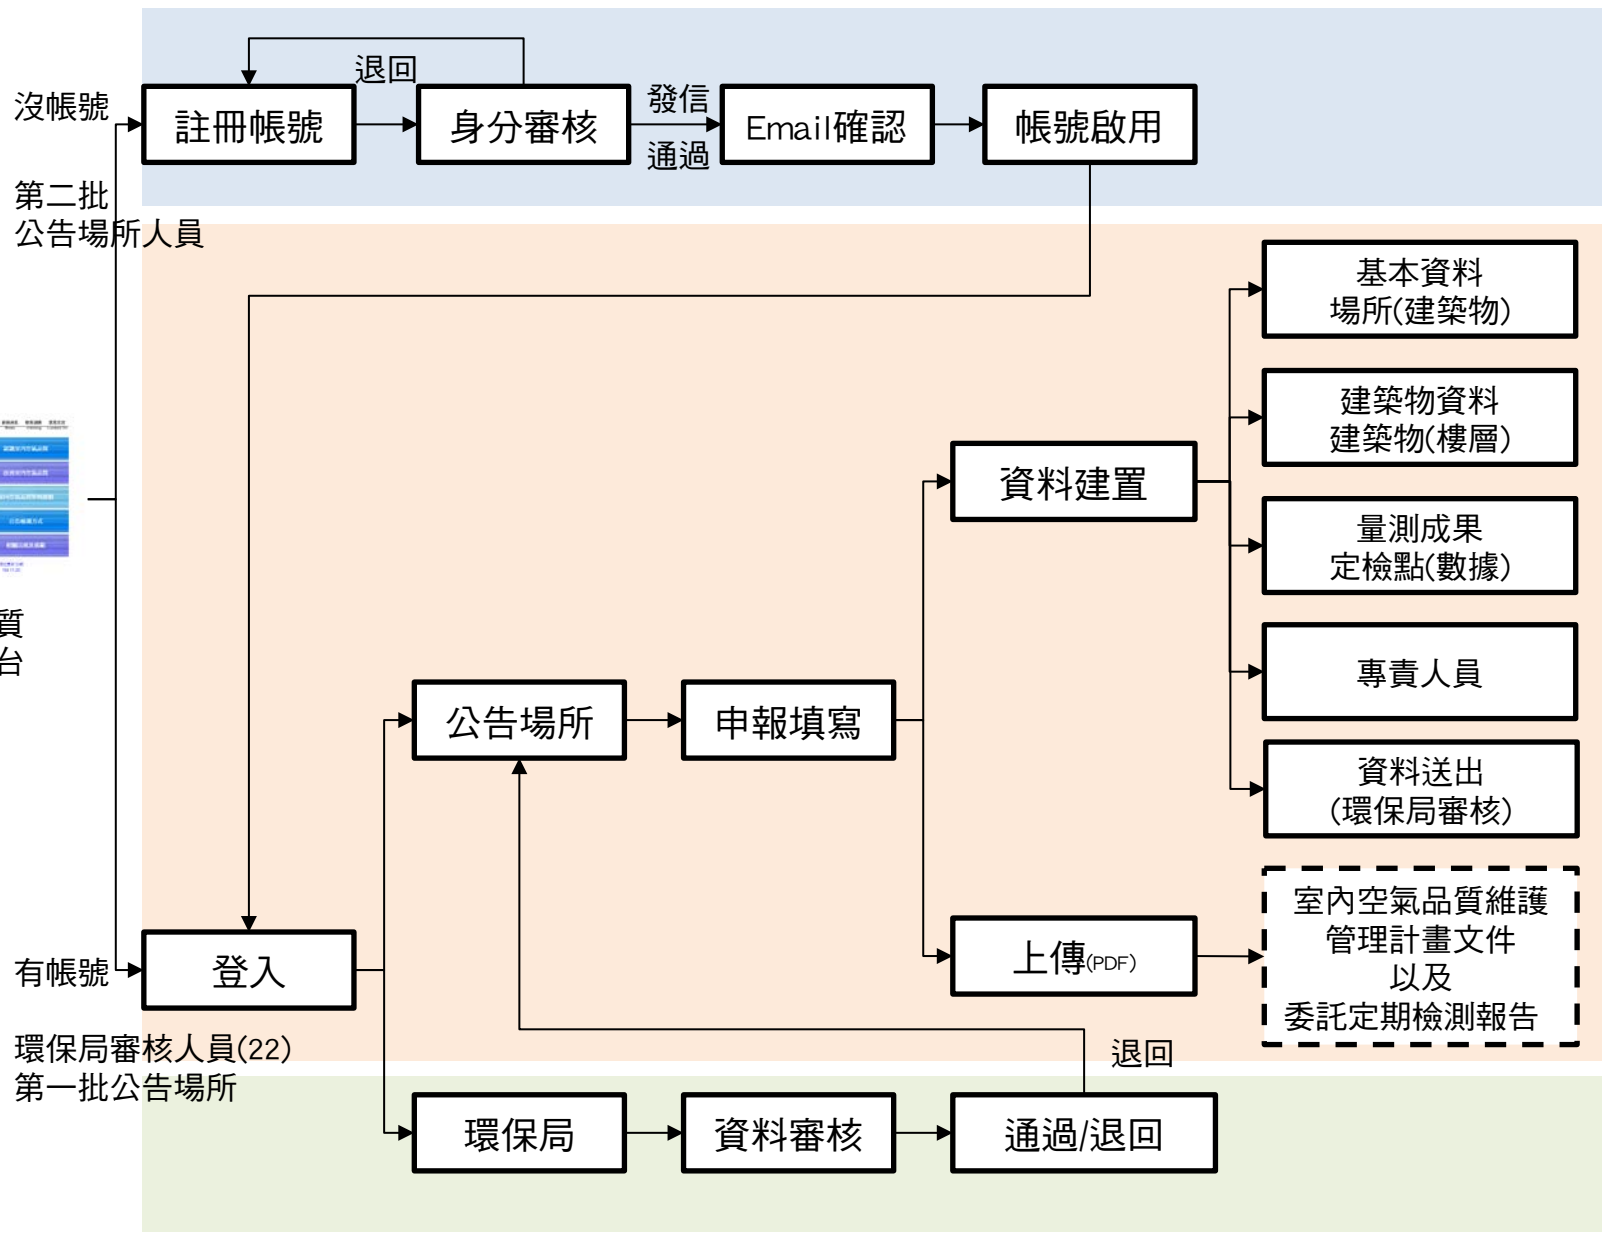 退回
沒帳號
註冊帳號
身分審核
發信
通過
Email確認
帳號啟用
第二批
公告場所人員
基本資料
場所(建築物)
建築物資料
建築物(樓層)
資料建置
量測成果
定檢點(數據)
質
台
專責人員
公告場所
申報填寫
資料送出
(環保局審核)
室內空氣品質維護
管理計畫文件
以及
委託定期檢測報告
上傳(PDF)
有帳號
登入
環保局審核人員(22)
第一批公告場所
退回
環保局
資料審核
通過/退回